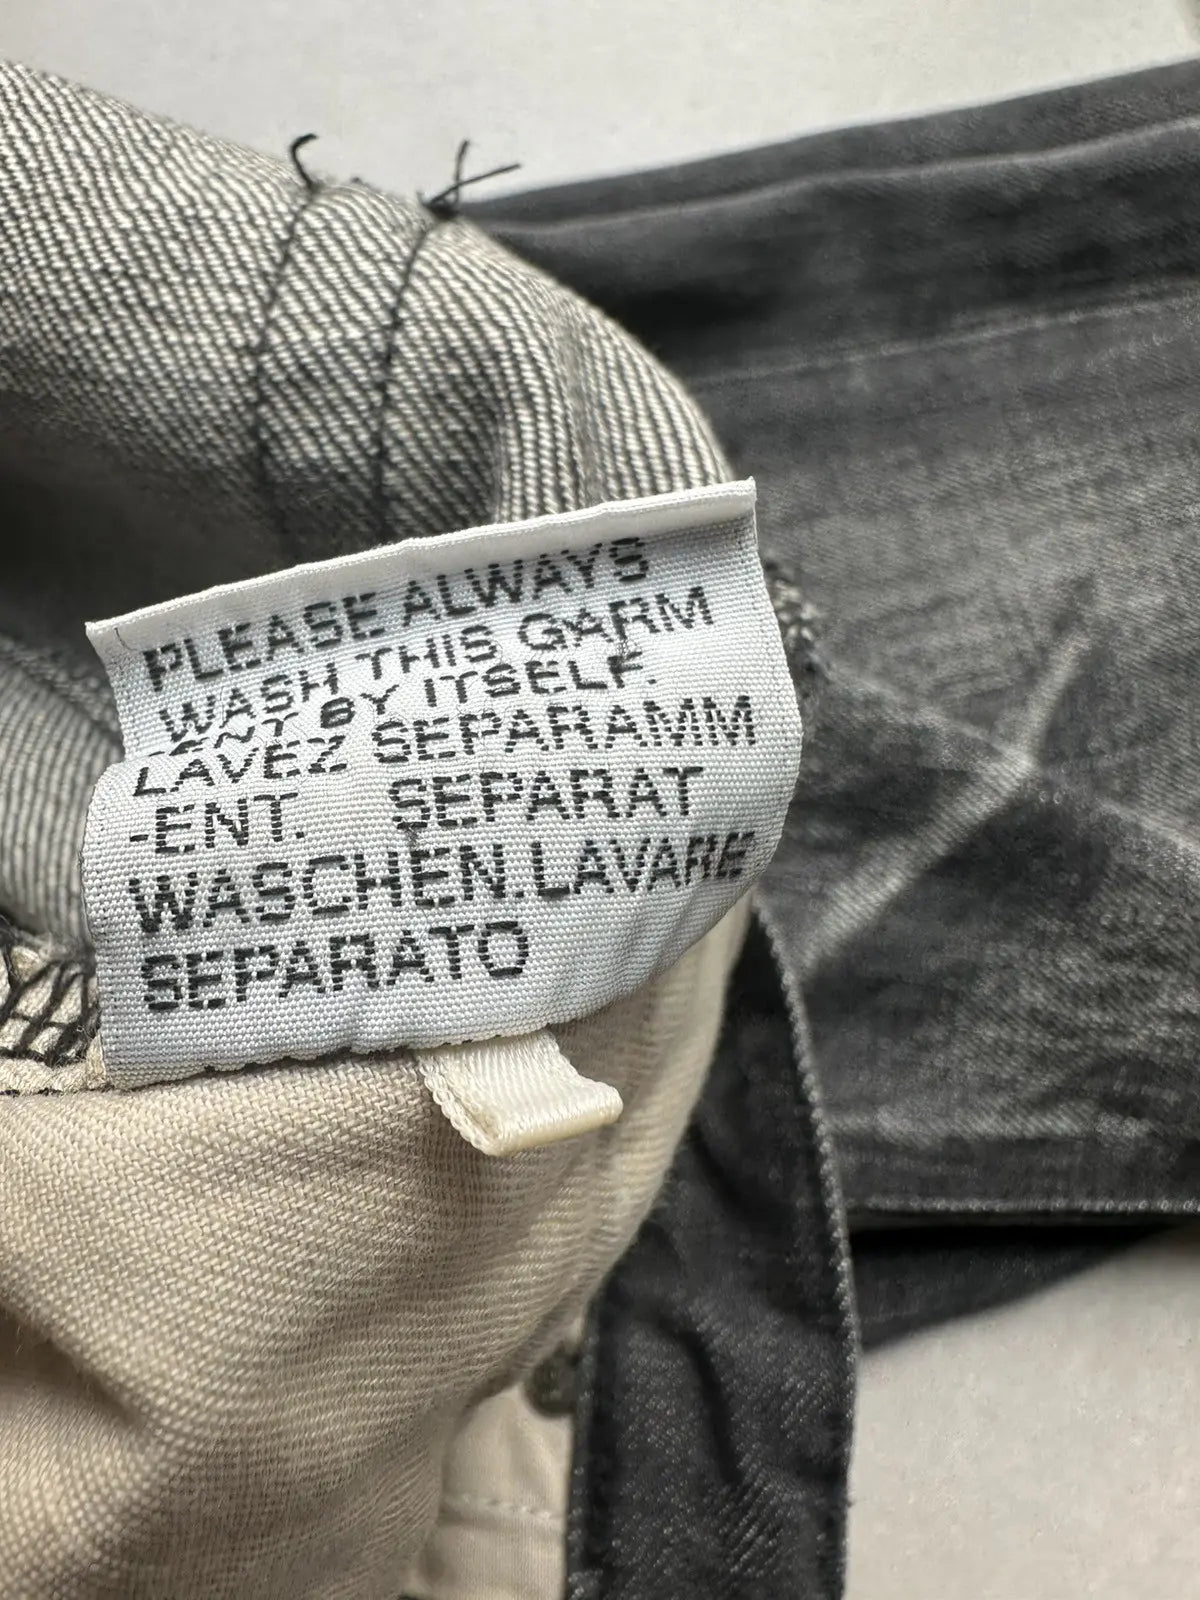 PLEASE ALWAYS
WASH THIS GARM
-ENT BY ITSELF.
LAVEZ SEPARAMM
-ENT. SEPARAT
WASCHEN.LAVARE
SEPARATO